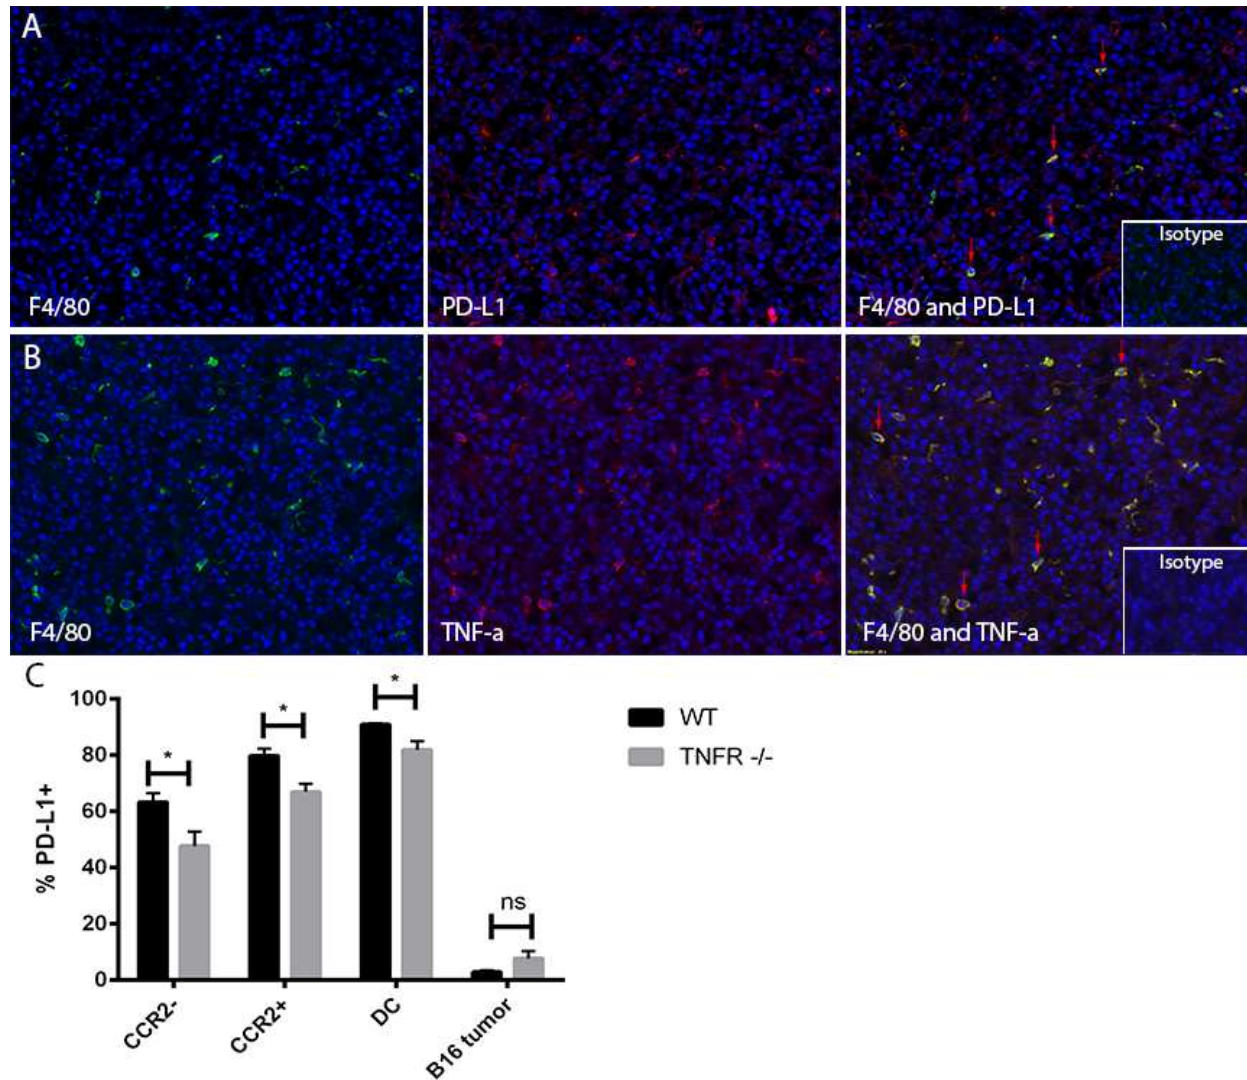 A
F4/80
PD-L1
F4/80 and PD-L1
Isotype
B
F4/80
TNF-a
F4/80 and TNF-a
Isotype
C
% PD-L1+
100
80
60
40
20
0
*
*
*
ns
WT
TNFR -/-
CCR2-
CCR2+
DC
B16 tumor